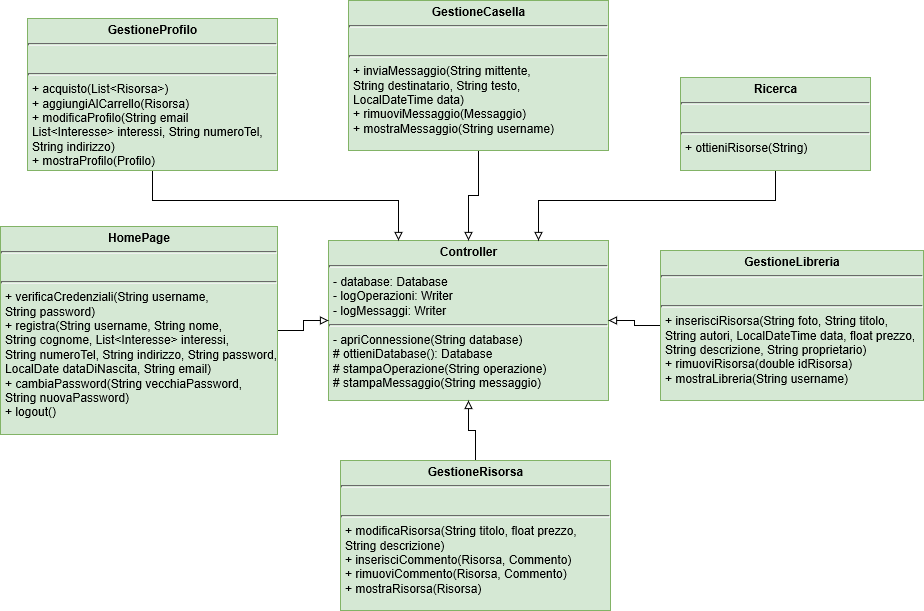 GestioneProfilo
+ acquisto(List<Risorsa>)
+ aggiungiAlCarrello(Risorsa)
+ modificaProfilo(String email
List<Interesse> interessi, String numeroTel,
String indirizzo)
+ mostraProfilo(Profilo)
GestioneCasella
+ inviaMessaggio(String mittente,
String destinatario, String testo,
LocalDateTime data)
+ rimuoviMessaggio(Messaggio)
+ mostraMessaggio(String username)
Ricerca
+ ottieniRisorse(String)
HomePage
+ verificaCredenziali(String username,
String password)
+ registra(String username, String nome,
String cognome, List<Interesse> interessi,
String numeroTel, String indirizzo, String password,
LocalDate dataDiNascita, String email)
+ cambiaPassword(String vecchiaPassword,
String nuovaPassword)
+ logout()
Controller
- database: Database
- logOperazioni: Writer
- logMessaggi: Writer
- apriConnessione(String database)
# ottieniDatabase(): Database
# stampaOperazione(String operazione)
# stampaMessaggio(String messaggio)
GestioneLibreria
+ inserisciRisorsa(String foto, String titolo,
String autori, LocalDateTime data, float prezzo,
String descrizione, String proprietario)
+ rimuoviRisorsa(double idRisorsa)
+ mostraLibreria(String username)
GestioneRisorsa
+ modificaRisorsa(String titolo, float prezzo,
String descrizione)
+ inserisciCommento(Risorsa, Commento)
+ rimuoviCommento(Risorsa, Commento)
+ mostraRisorsa(Risorsa)